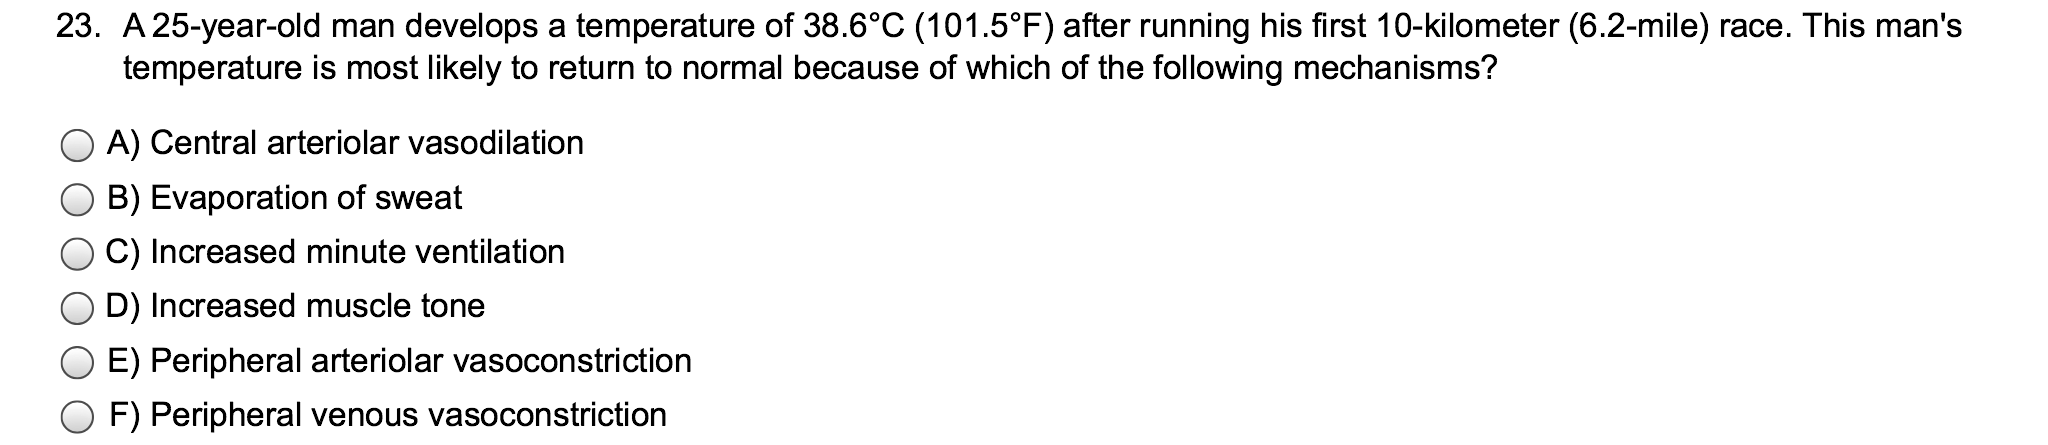 23. A 25-year-old man develops a temperature of 38.6°C (101.5°F) after running his first 10-kilometer (6.2-mile) race. This man's
temperature is most likely to return to normal because of which of the following mechanisms?
A) Central arteriolar vasodilation
B) Evaporation of sweat
C) Increased minute ventilation
D) Increased muscle tone
E) Peripheral arteriolar vasoconstriction
F) Peripheral venous vasoconstriction